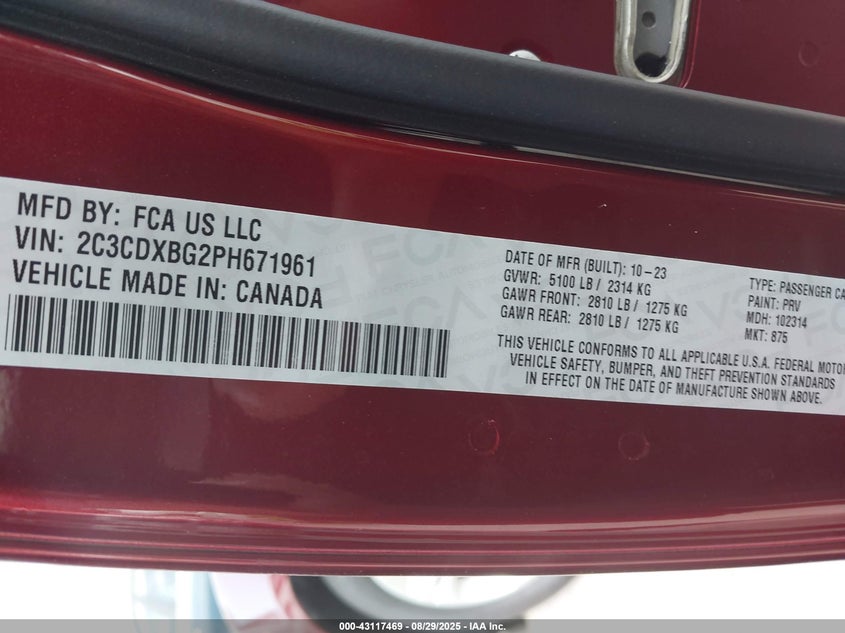 MFD BY: FCA US LLC
VIN: 2C3CDXBG2PH671961
VEHICLE MADE IN: CANADA
DATE OF MFR (BUILT): 10-23
GVWR: 5100 LB / 2314 KG
GAWR FRONT: 2810 LB / 1275 KG
GAWR REAR: 2810 LB / 1275 KG
TYPE: PASSENGER CA
PAINT: PRV
MDH: 102314
MKT: 875
THIS VEHICLE CONFORMS TO ALL APPLICABLE U.S.A. FEDERAL MOTOR
VEHICLE SAFETY, BUMPER, AND THEFT PREVENTION STANDARDS
IN EFFECT ON THE DATE OF MANUFACTURE SHOWN ABOVE.
000-43117469 - 08/29/2025 - IAA Inc.